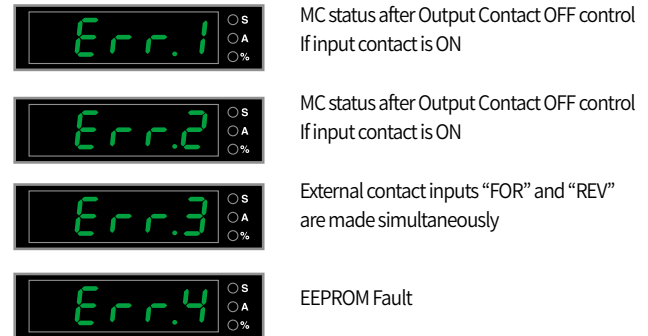 Err.1
S
A
%
MC status after Output Contact OFF control
If input contact is ON
Err.2
S
A
%
MC status after Output Contact OFF control
If input contact is ON
Err.3
S
A
%
External contact inputs “FOR” and “REV”
are made simultaneously
Err.4
S
A
%
EEPROM Fault